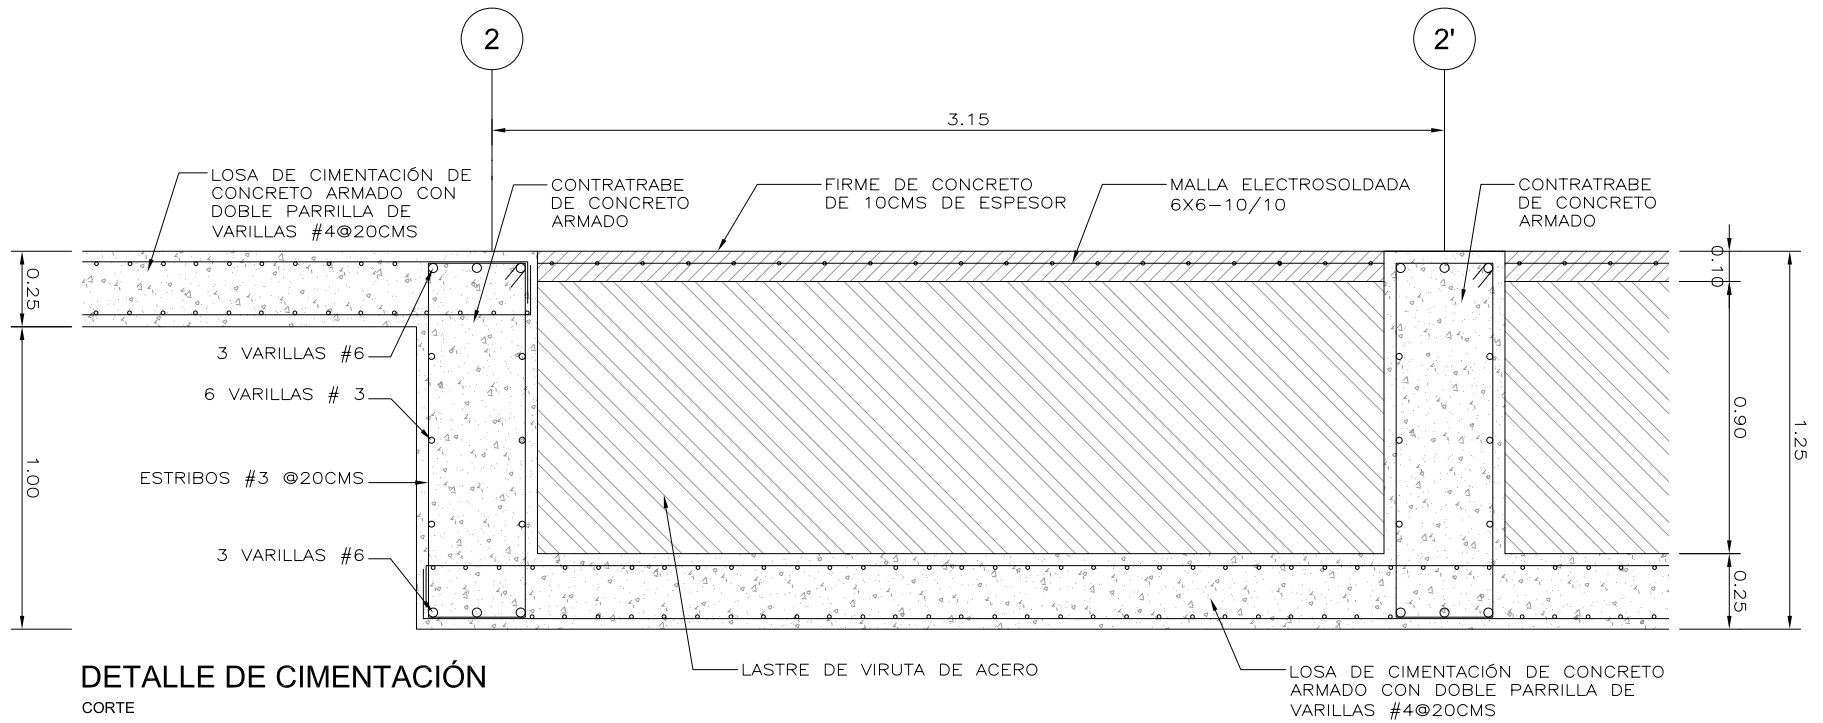 2
2'
3.15
LOSA DE CIMENTACIÓN DE
CONCRETO ARMADO CON
DOBLE PARRILLA DE
VARILLAS #4@20CMS
CONTRATRABE
DE CONCRETO
ARMADO
FIRME DE CONCRETO
DE 10CMS DE ESPESOR
MALLA ELECTROSOLDADA
6X6-10/10
CONTRATRABE
DE CONCRETO
ARMADO
0.25
1.00
3 VARILLAS #6
6 VARILLAS # 3
ESTRIBOS #3 @20CMS
3 VARILLAS #6
0.10
0.90
0.25
1.25
LASTRE DE VIRUTA DE ACERO
LOSA DE CIMENTACIÓN DE CONCRETO
ARMADO CON DOBLE PARRILLA DE
VARILLAS #4@20CMS
DETALLE DE CIMENTACIÓN
CORTE